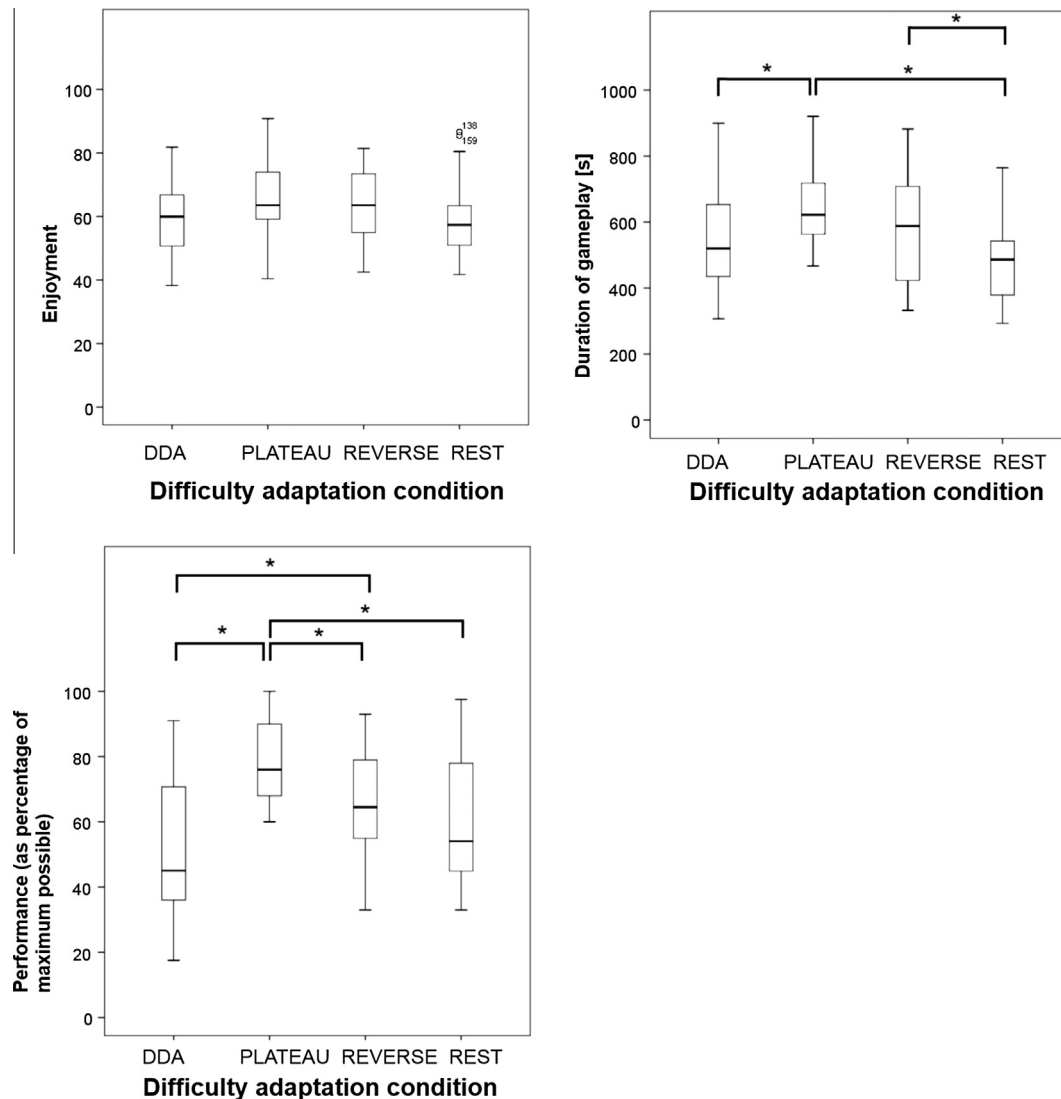 100
80
60
40
20
0
Enjoyment
138
159
DDA PLATEAU REVERSE REST
Difficulty adaptation condition
*
* *
1000
800
600
400
200
0
Duration of gameplay [s]
DDA PLATEAU REVERSE REST
Difficulty adaptation condition
*
*
* *
100
80
60
40
20
0
Performance (as percentage of
maximum possible)
DDA PLATEAU REVERSE REST
Difficulty adaptation condition